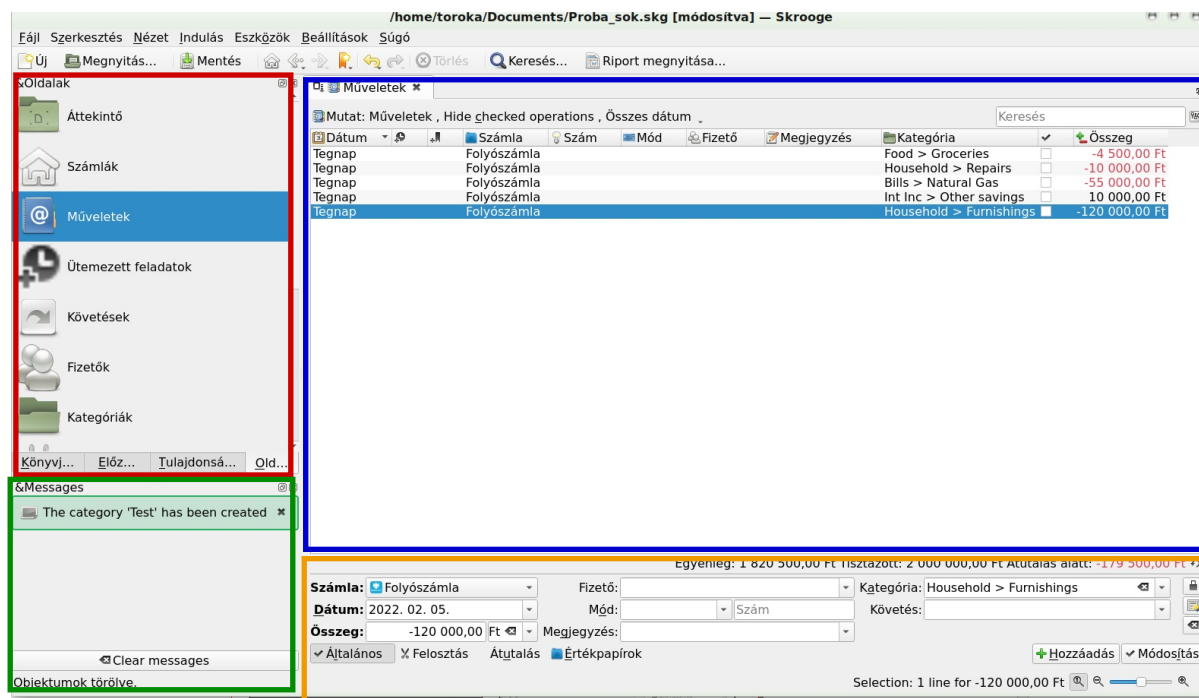 /home/toroka/Documents/Proba_sok.skg [módosítva] — Skrooge
Fájl Szerkesztés Nézet Indulás Eszközök Beállítások Súgó
Új Megnyitás... Mentés Törlés Keresés... Riport megnyitása...
&Oldalak
Áttekintő
Számlák
Műveletek
Ütemezett feladatok
Követések
Fizetők
Kategóriák
Könyvj... Előz... Tulajdonsá... Old...
&Messages
The category 'Test' has been created
Clear messages
Objektumok törölve.
Műveletek
Mutat: Műveletek , Hide checked operations , Összes dátum
Keresés
Dátum Számla Szám Mód Fizető Megjegyzés Kategória Összeg
Tegnap Folyószámla Food > Groceries -4 500,00 Ft
Tegnap Folyószámla Household > Repairs -10 000,00 Ft
Tegnap Folyószámla Bills > Natural Gas -55 000,00 Ft
Tegnap Folyószámla Int Inc > Other savings 10 000,00 Ft
Tegnap Folyószámla Household > Furnishings -120 000,00 Ft
Egyenleg: 1 820 500,00 Ft Tisztázott: 2 000 000,00 Ft Átutalás alatt: -179 500,00 Ft
Számla: Folyószámla Fizető: Kategória: Household > Furnishings
Dátum: 2022. 02. 05. Mód: Szám Követés:
Összeg: -120 000,00 Ft Megjegyzés:
Általános Felosztás Átutalás Értékpapírok Hozzáadás Módosítás
Selection: 1 line for -120 000,00 Ft